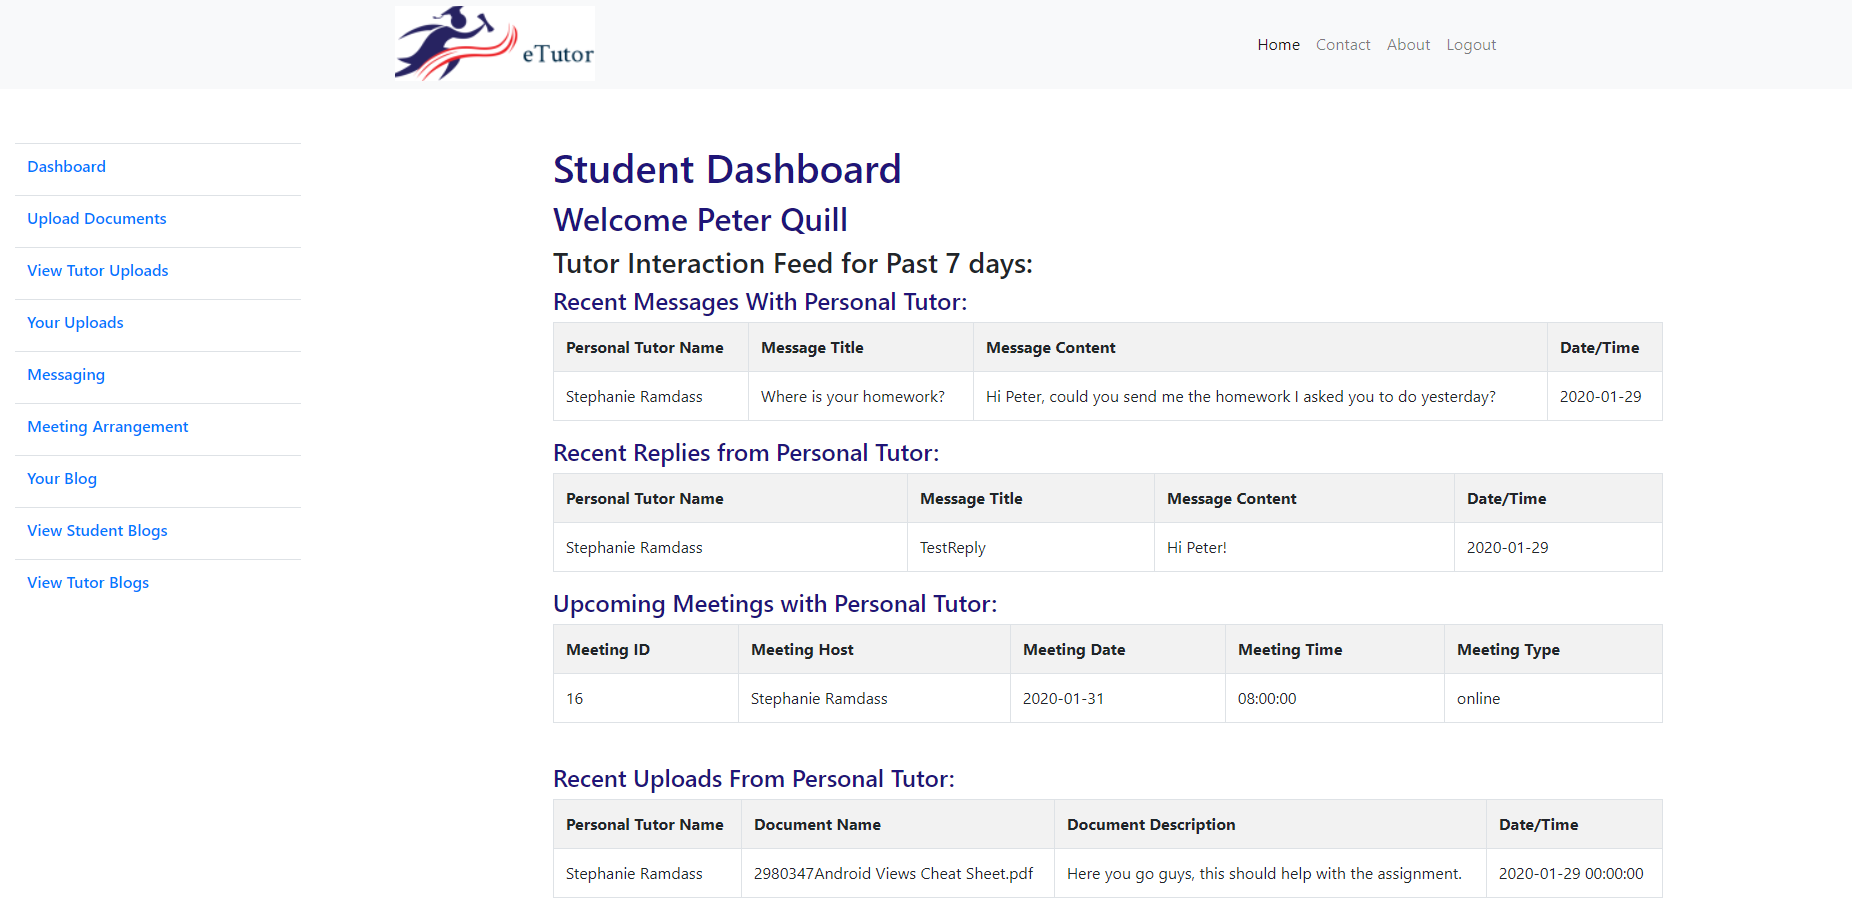 eTutor
Home Contact About Logout
Dashboard
Upload Documents
View Tutor Uploads
Your Uploads
Messaging
Meeting Arrangement
Your Blog
View Student Blogs
View Tutor Blogs
Student Dashboard
Welcome Peter Quill
Tutor Interaction Feed for Past 7 days:
Recent Messages With Personal Tutor:
Personal Tutor Name Message Title Message Content Date/Time
Stephanie Ramdass Where is your homework? Hi Peter, could you send me the homework I asked you to do yesterday? 2020-01-29
Recent Replies from Personal Tutor:
Personal Tutor Name Message Title Message Content Date/Time
Stephanie Ramdass TestReply Hi Peter! 2020-01-29
Upcoming Meetings with Personal Tutor:
Meeting ID Meeting Host Meeting Date Meeting Time Meeting Type
16 Stephanie Ramdass 2020-01-31 08:00:00 online
Recent Uploads From Personal Tutor:
Personal Tutor Name Document Name Document Description Date/Time
Stephanie Ramdass 2980347Android Views Cheat Sheet.pdf Here you go guys, this should help with the assignment. 2020-01-29 00:00:00